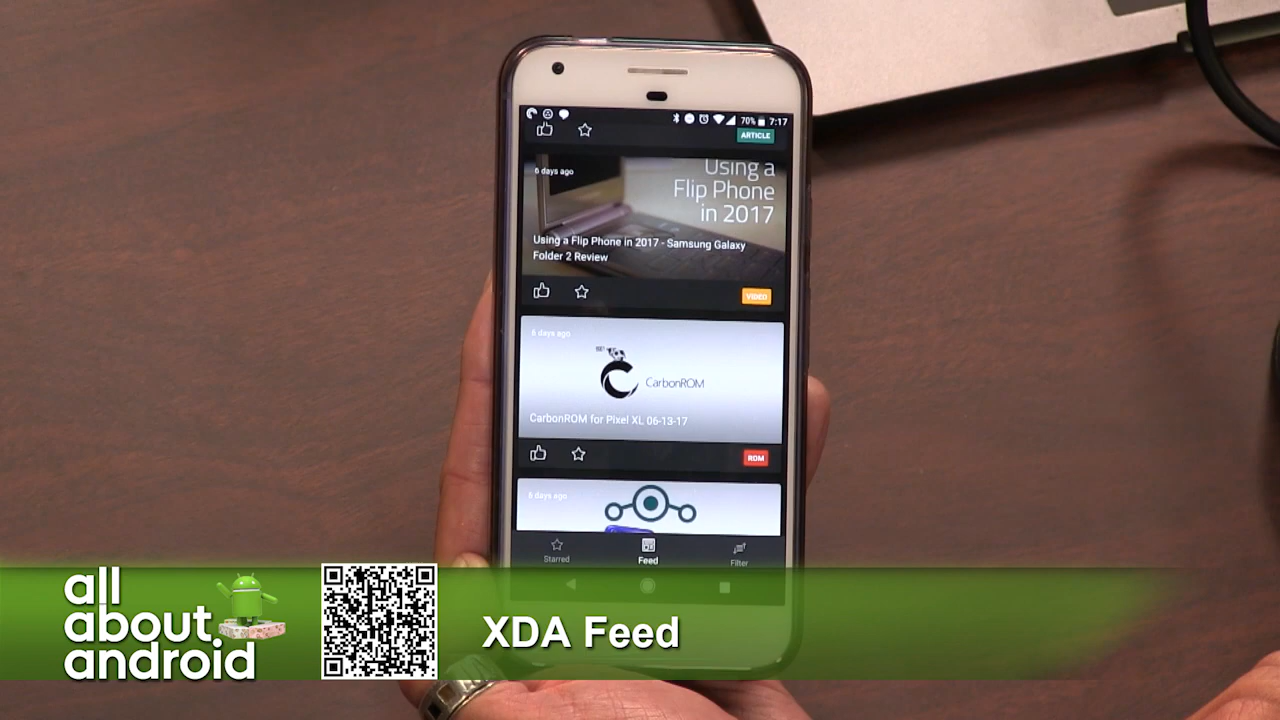 70% 7:17
ARTICLE
6 days ago
Using a
Flip Phone
in 2017
Using a Flip Phone in 2017 - Samsung Galaxy
Folder 2 Review
VIDEO
6 days ago
CarbonROM
CarbonROM for Pixel XL 06-13-17
ROM
6 days ago
Starred
Feed
Filter
all
about
android
XDA Feed